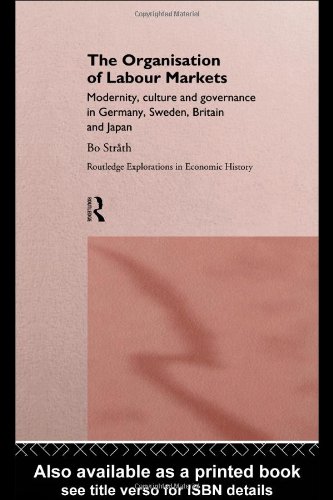 The Organisation
of Labour Markets
Modernity, culture and governance
in Germany, Sweden, Britain
and Japan
Bo Stråth
Routledge Explorations in Economic History
ROUTLEDGE
Also available as a printed book
see title verso for ISBN details